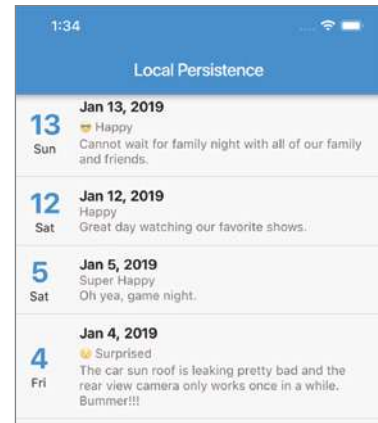 1:34
Local Persistence
13
Sun
Jan 13, 2019
😎 Happy
Cannot wait for family night with all of our family
and friends.
12
Sat
Jan 12, 2019
Happy
Great day watching our favorite shows.
5
Sat
Jan 5, 2019
Super Happy
Oh yea, game night.
4
Fri
Jan 4, 2019
Surprised
The car sun roof is leaking pretty bad and the
rear view camera only works once in a while.
Bummer!!!